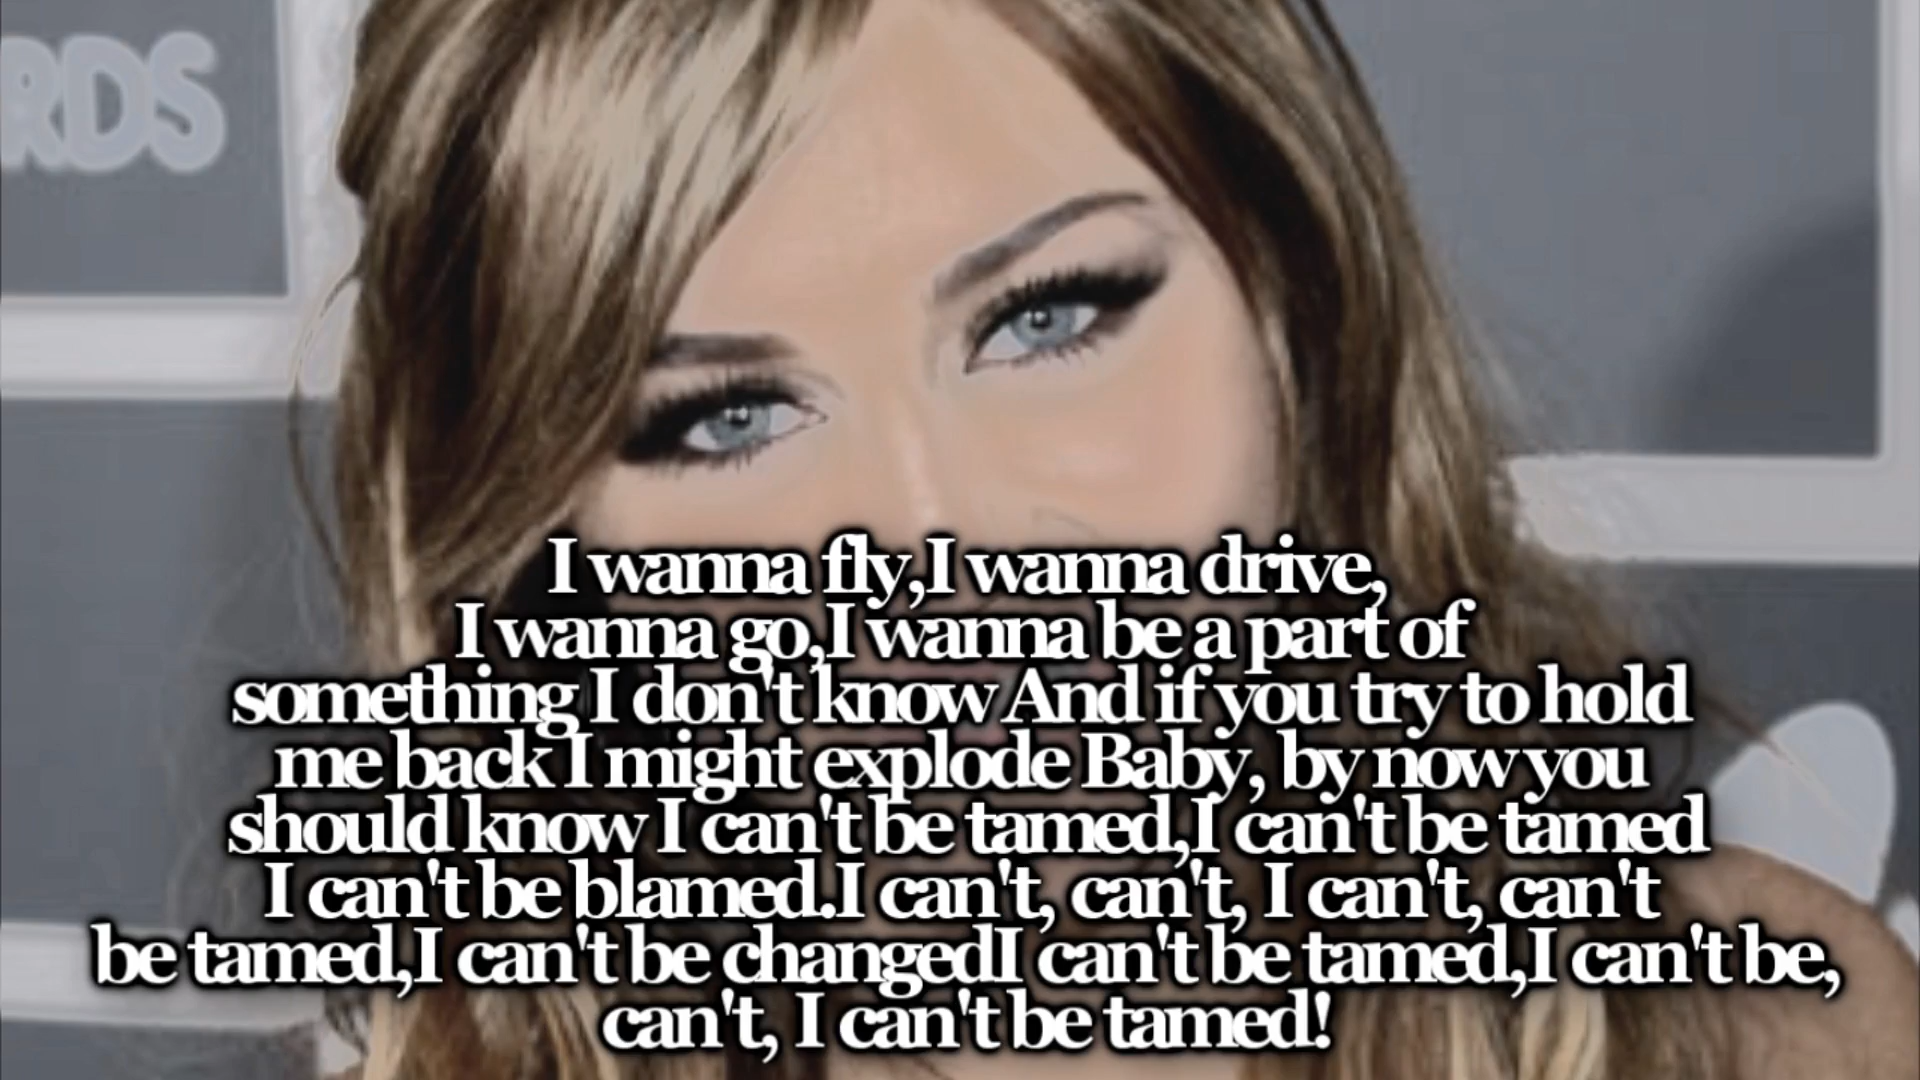 RDS
I wanna fly,I wanna drive,
I wanna go,I wanna be a part of
something I don't know And if you try to hold
me back I might explode Baby, by now you
should know I can't be tamed,I can't be tamed
I can't be blamed.I can't, can't, I can't, can't
be tamed,I can't be changedI can't be tamed,I can't be,
can't, I can't be tamed!